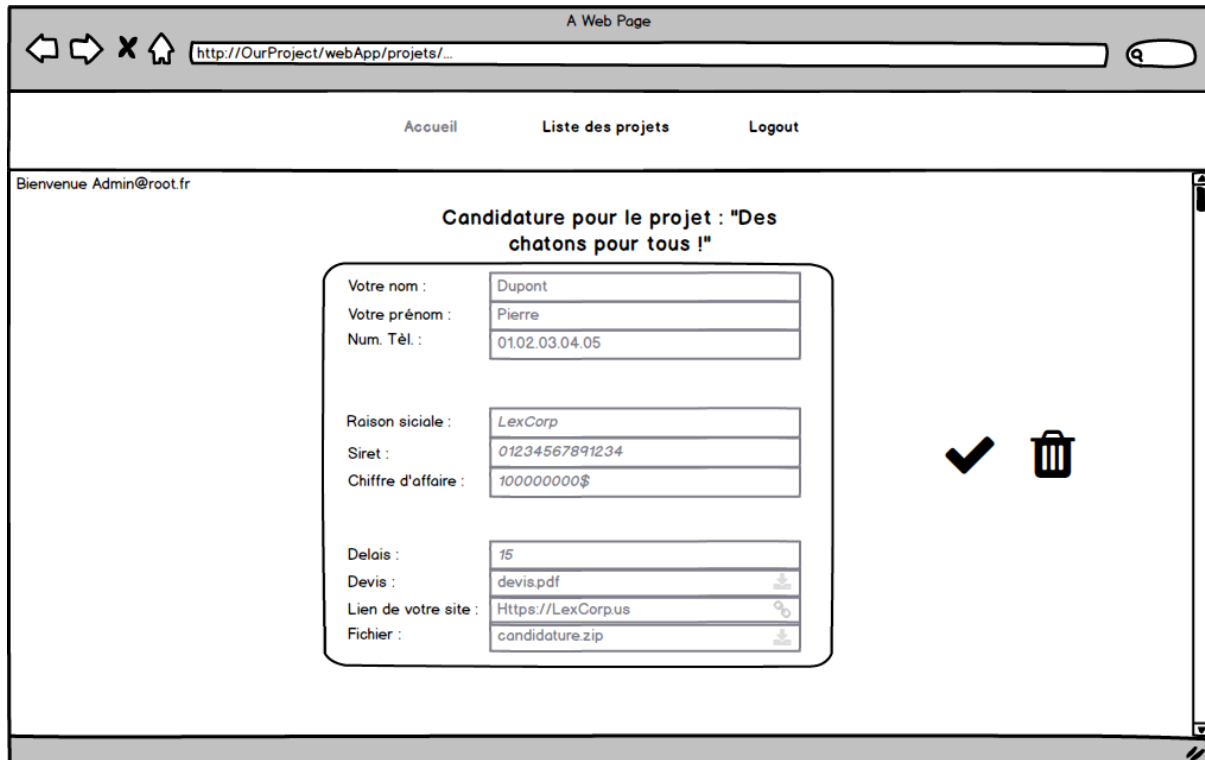 A Web Page
http://OurProject/webApp/projets/...
Accueil Liste des projets Logout
Bienvenue Admin@root.fr
Candidature pour le projet : "Des
chatons pour tous !"
Votre nom : Dupont
Votre prénom : Pierre
Num. Tèl. : 01.02.03.04.05
Raison siciale : LexCorp
Siret : 01234567891234
Chiffre d'affaire : 100000000$
Delais : 15
Devis : devis.pdf
Lien de votre site : Https://LexCorp.us
Fichier : candidature.zip